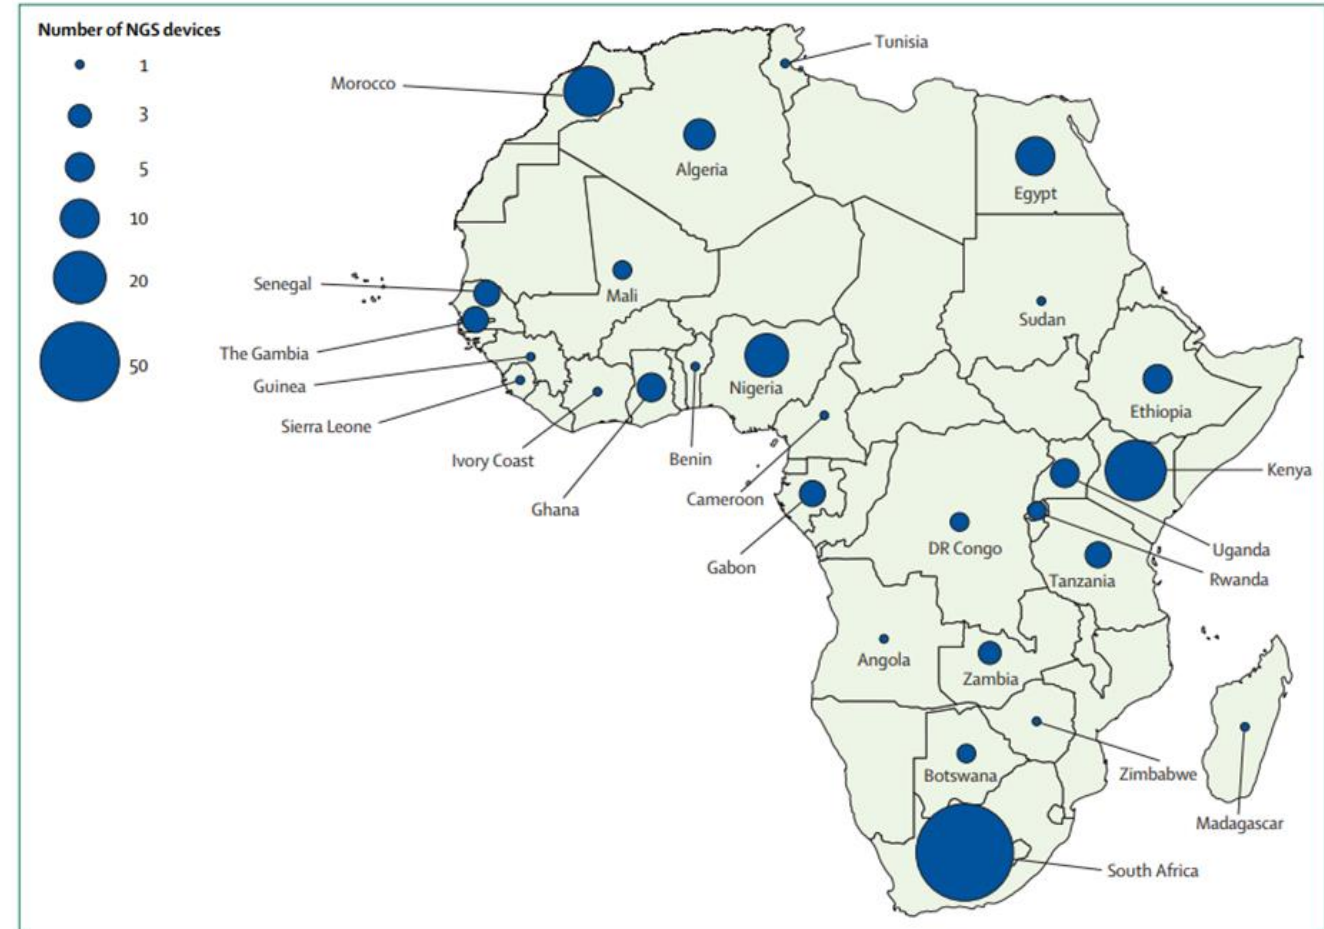 Number of NGS devices
1
3
5
10
20
50
Tunisia
Morocco
Algeria
Egypt
Senegal
Mali
Sudan
The Gambia
Guinea
Nigeria
Sierra Leone
Ethiopia
Ivory Coast
Benin
Kenya
Ghana
Cameroon
Gabon
DR Congo
Uganda
Rwanda
Tanzania
Angola
Zambia
Botswana
Zimbabwe
Madagascar
South Africa